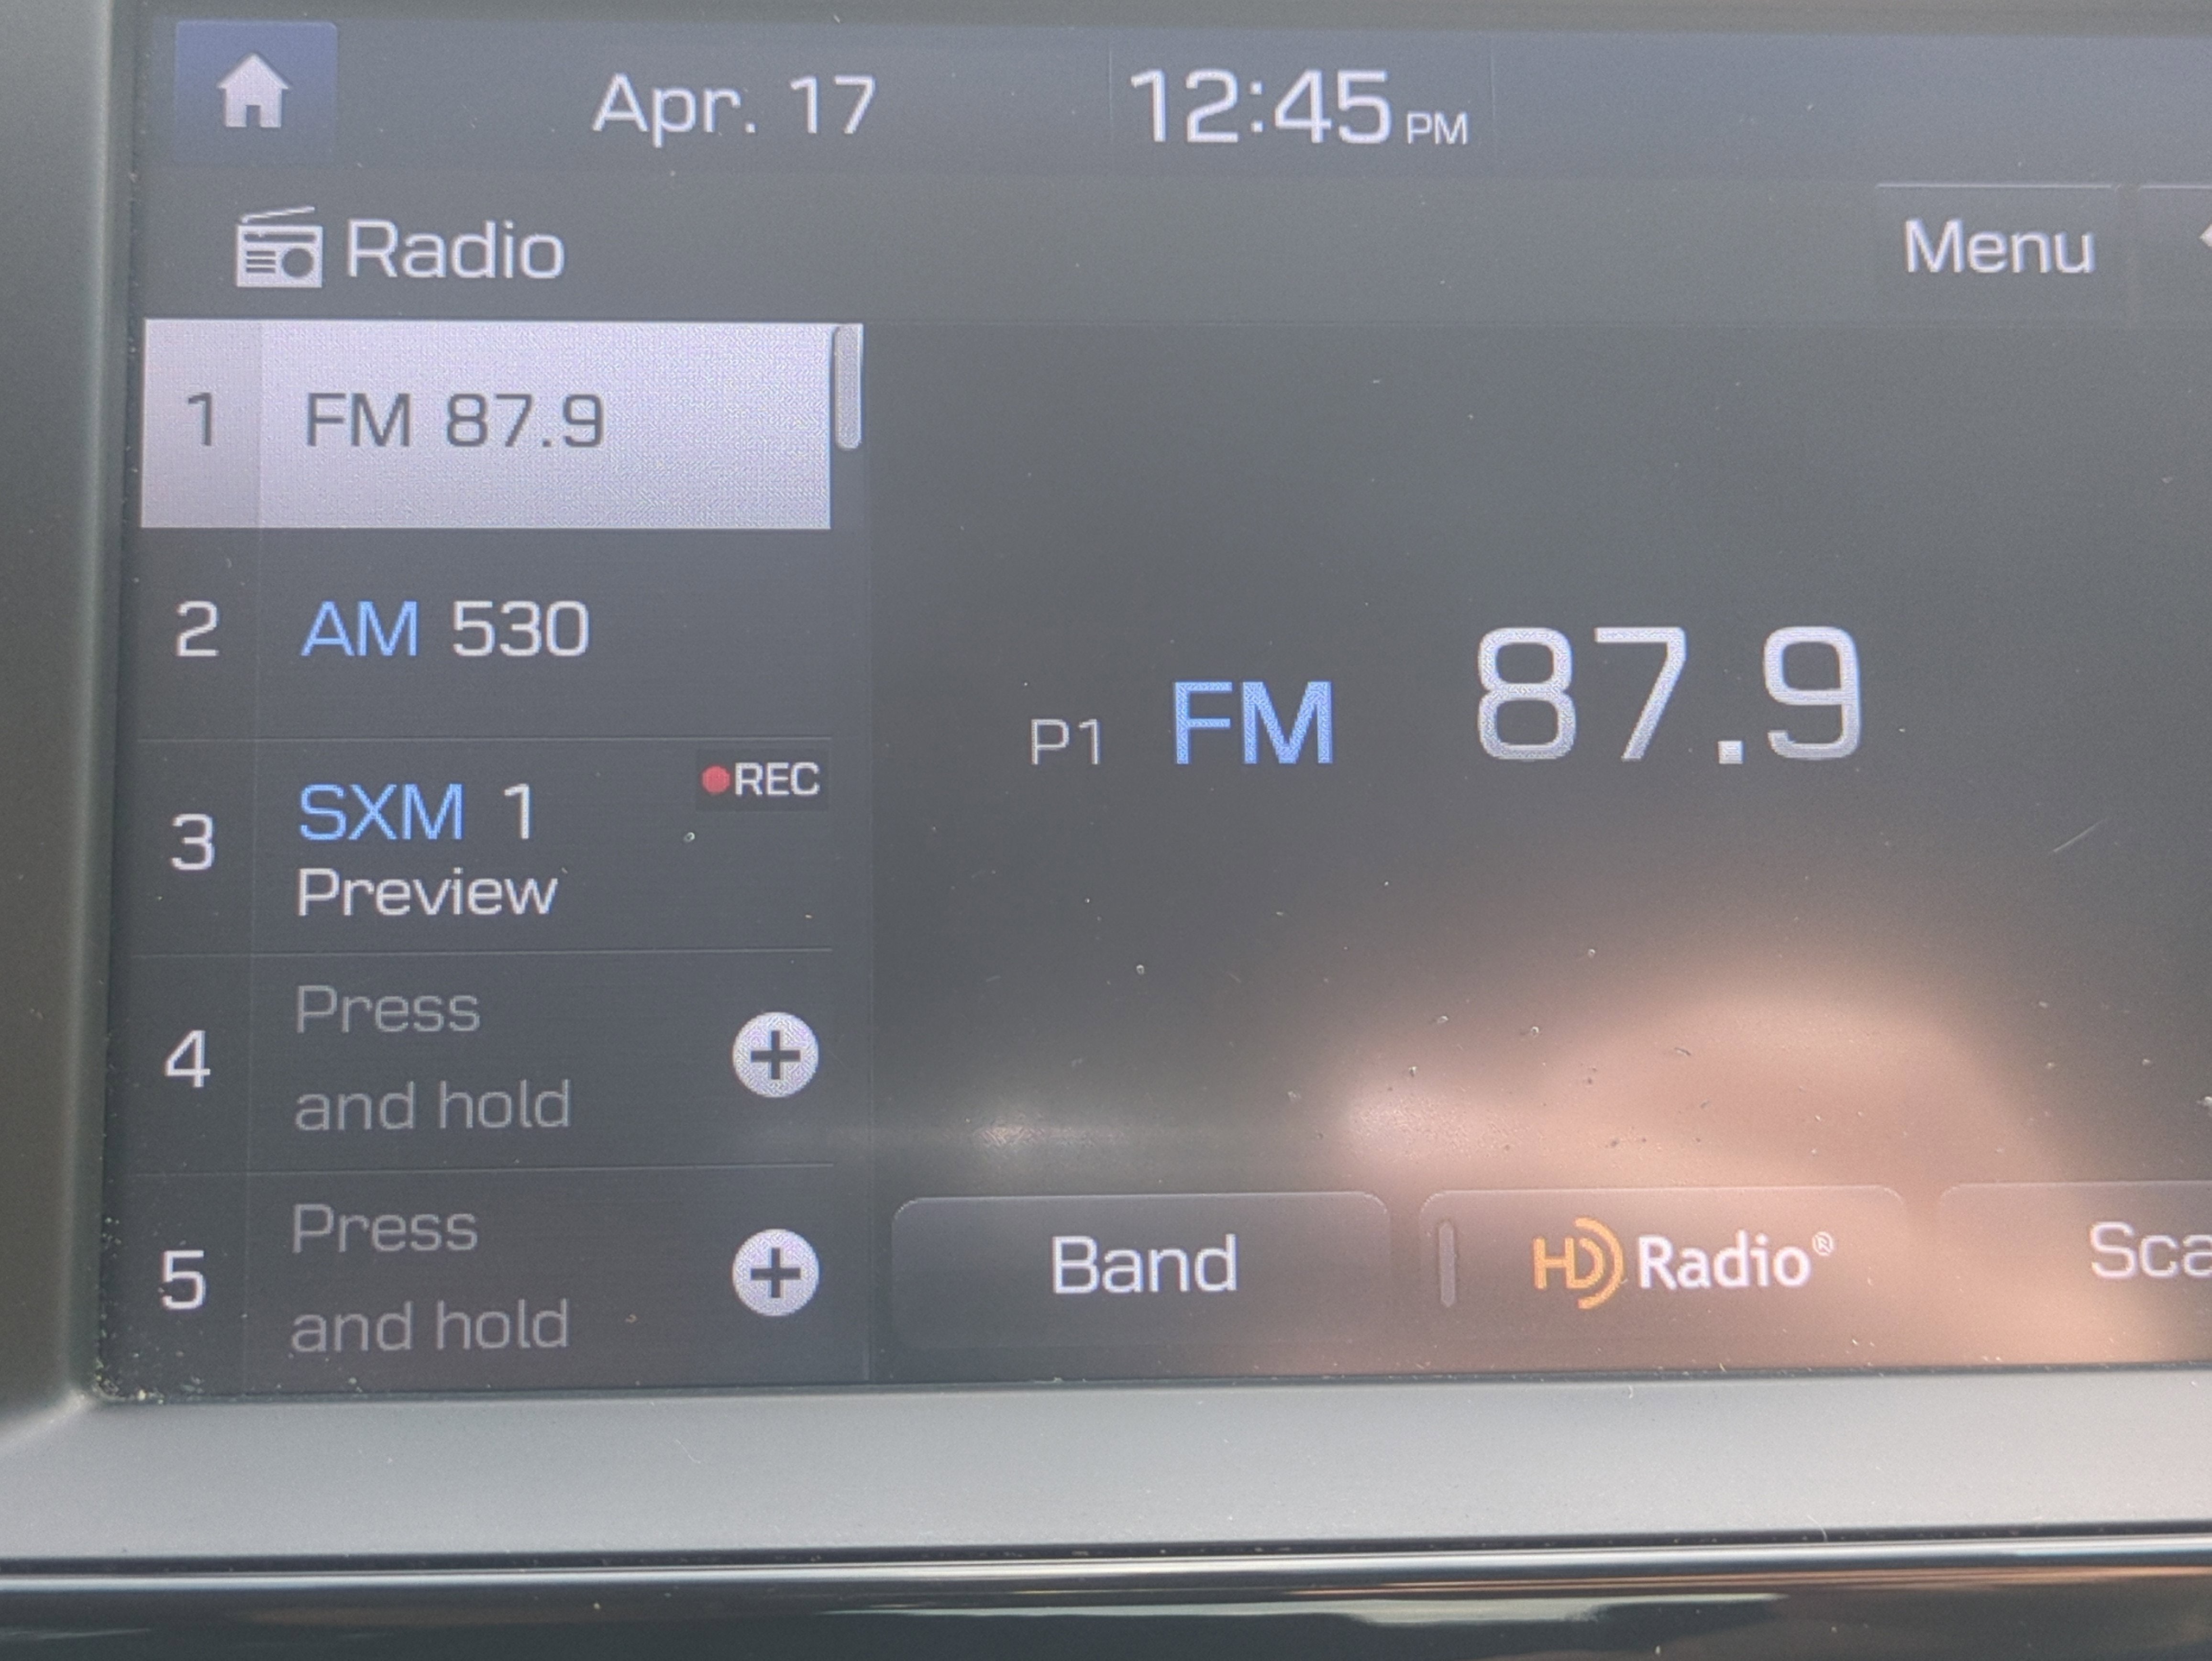 Apr. 17 12:45 PM
Radio Menu
1 FM 87.9
2 AM 530
3 SXM 1 REC
Preview
4 Press
and hold
5 Press
and hold
P1 FM 87.9
Band HD Radio®